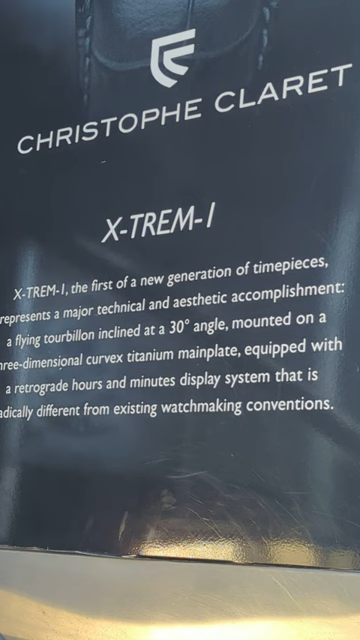 CHRISTOPHE CLARET
X-TREM-1
X-TREM-1, the first of a new generation of timepieces,
represents a major technical and aesthetic accomplishment:
a flying tourbillon inclined at a 30° angle, mounted on a
hree-dimensional curvex titanium mainplate, equipped with
a retrograde hours and minutes display system that is
adically different from existing watchmaking conventions.